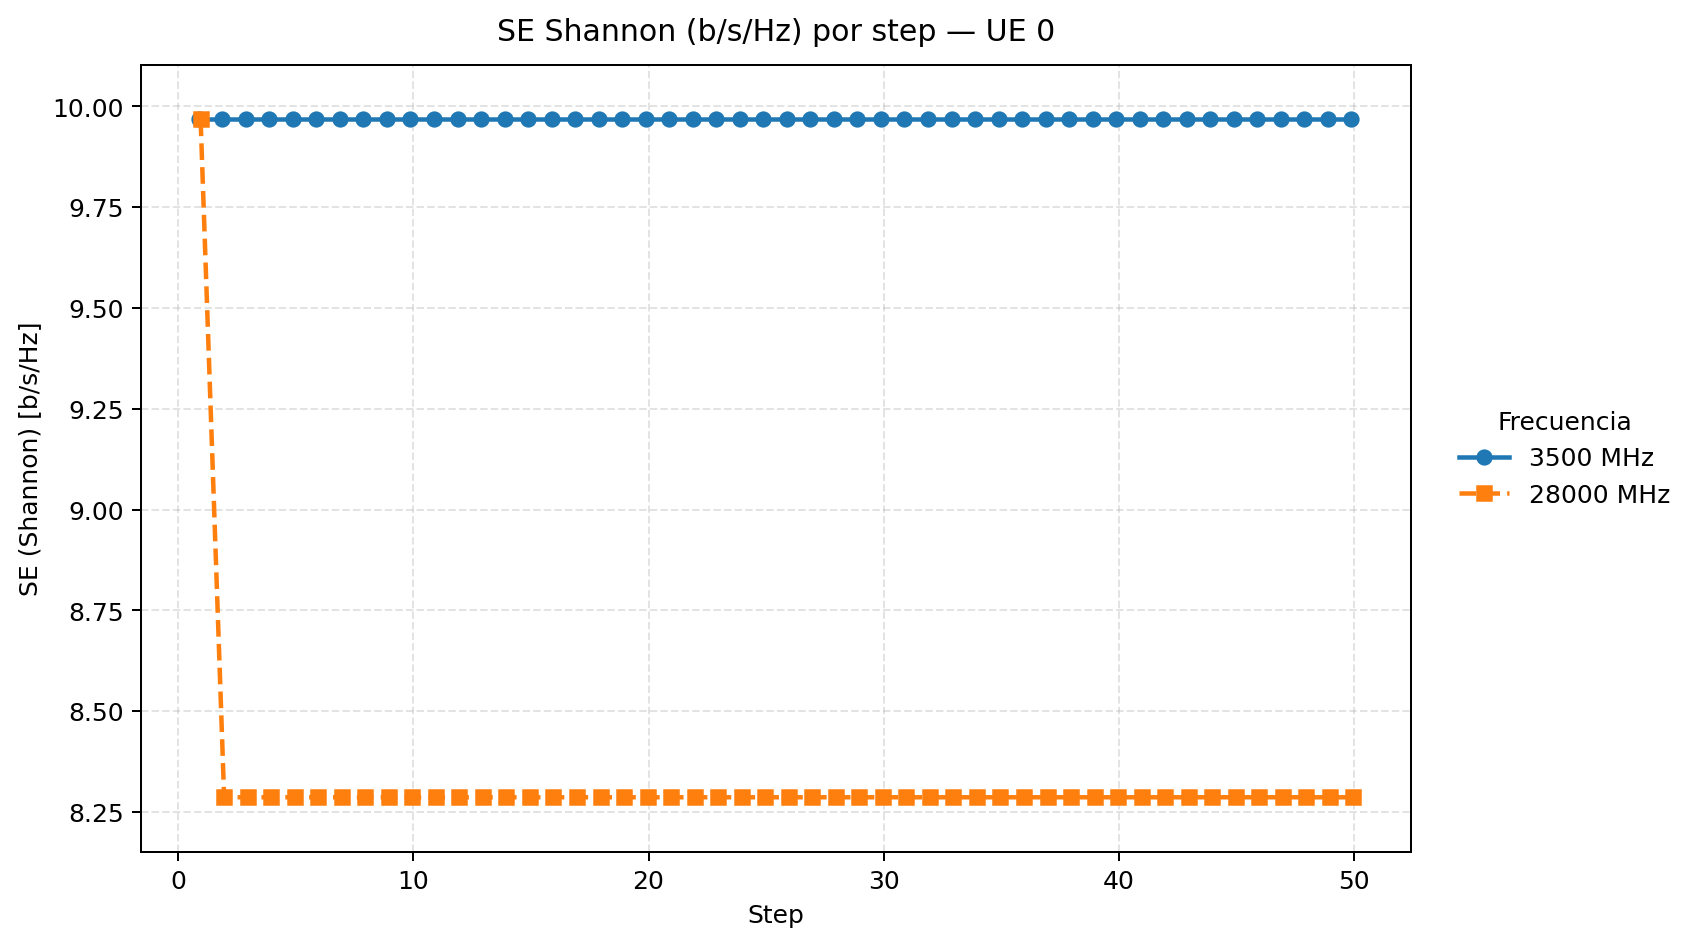 SE Shannon (b/s/Hz) por step — UE 0
SE (Shannon) [b/s/Hz]
10.00
9.75
9.50
9.25
9.00
8.75
8.50
8.25
0 10 20 30 40 50
Step
Frecuencia
3500 MHz
28000 MHz